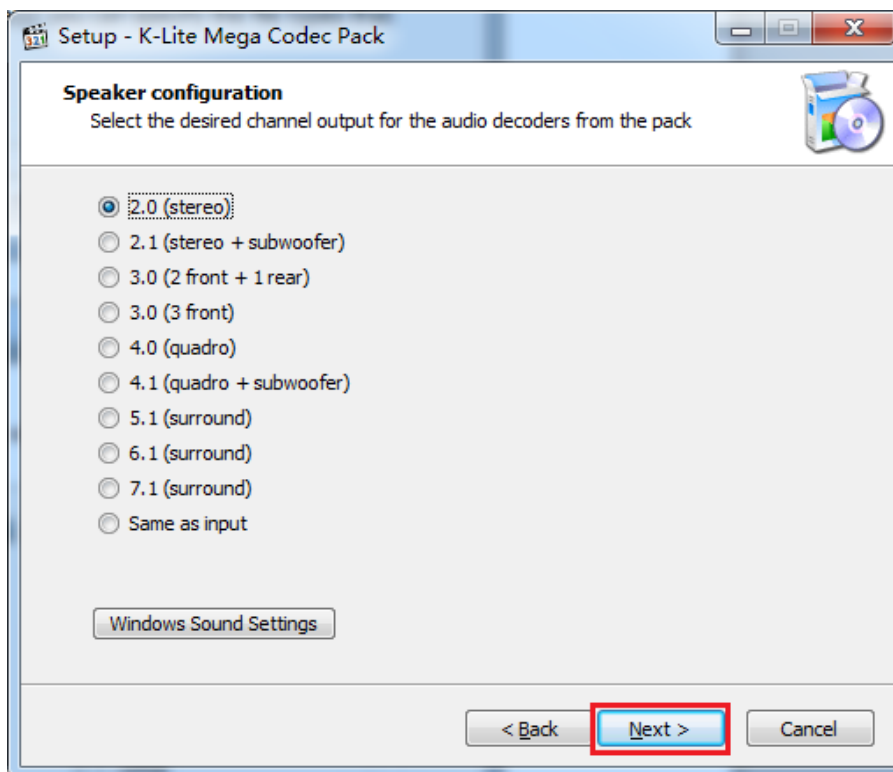 Setup - K-Lite Mega Codec Pack
Speaker configuration
Select the desired channel output for the audio decoders from the pack
2.0 (stereo)
2.1 (stereo + subwoofer)
3.0 (2 front + 1 rear)
3.0 (3 front)
4.0 (quadro)
4.1 (quadro + subwoofer)
5.1 (surround)
6.1 (surround)
7.1 (surround)
Same as input
Windows Sound Settings
< Back Next > Cancel